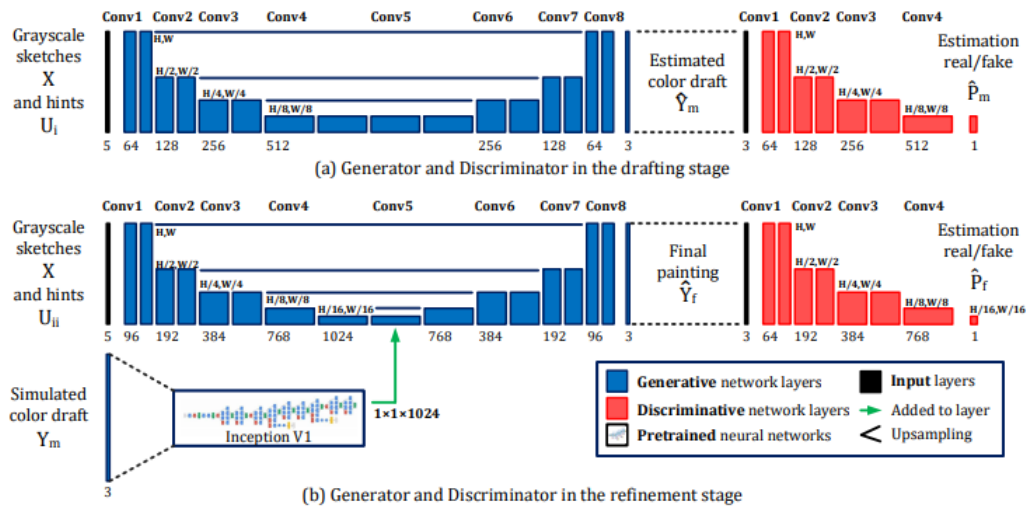 Conv1 Conv2 Conv3 Conv4 Conv5 Conv6 Conv7 Conv8 Conv1 Conv2 Conv3 Conv4
Grayscale
sketches
X
and hints
U_i
H,W
H/2,W/2
H/4,W/4
H/8,W/8
Estimated
color draft
Ŷ_m
H,W
H/2,W/2
H/4,W/4
H/8,W/8
Estimation
real/fake
P̂_m
5 64 128 256 512 256 128 64 3 3 64 128 256 512 1
(a) Generator and Discriminator in the drafting stage
Conv1 Conv2 Conv3 Conv4 Conv5 Conv6 Conv7 Conv8 Conv1 Conv2 Conv3 Conv4
Grayscale
sketches
X
and hints
U_ii
H,W
H/2,W/2
H/4,W/4
H/8,W/8
H/16,W/16
Final
painting
Ŷ_f
H,W
H/2,W/2
H/4,W/4
H/8,W/8
Estimation
real/fake
P̂_f
H/16,W/16
5 96 192 384 768 1024 768 384 192 96 3 3 64 192 384 768 1
Simulated
color draft
Y_m
3
Inception V1
1×1×1024
Generative network layers
Input layers
Discriminative network layers
Added to layer
Pretrained neural networks
Upsampling
(b) Generator and Discriminator in the refinement stage